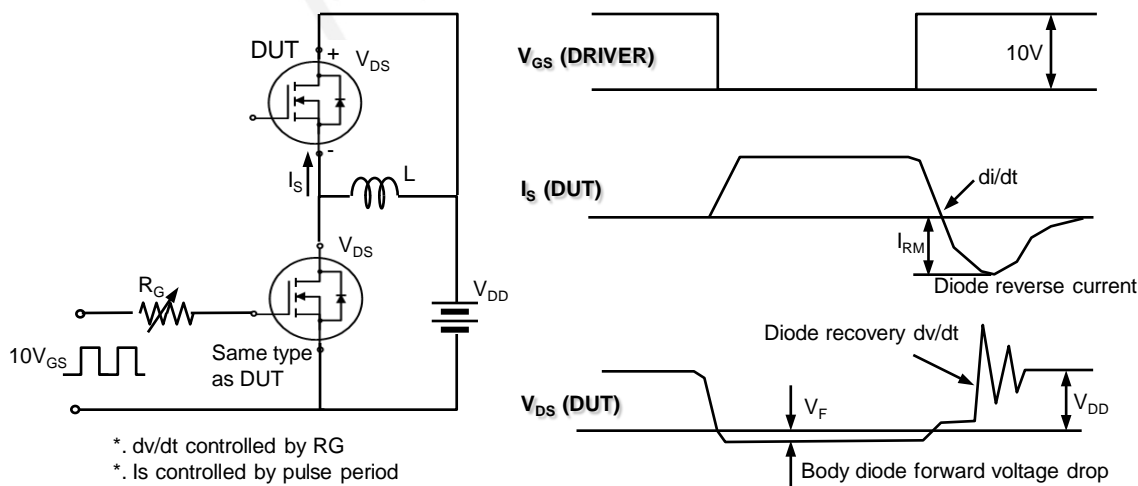 DUT
+
V_DS
-
I_S
L
V_DS
R_G
V_DD
10V_GS
Same type
as DUT
*. dv/dt controlled by RG
*. Is controlled by pulse period
V_GS (DRIVER)
10V
I_S (DUT)
di/dt
I_RM
Diode reverse current
Diode recovery dv/dt
V_DS (DUT)
V_F
V_DD
Body diode forward voltage drop